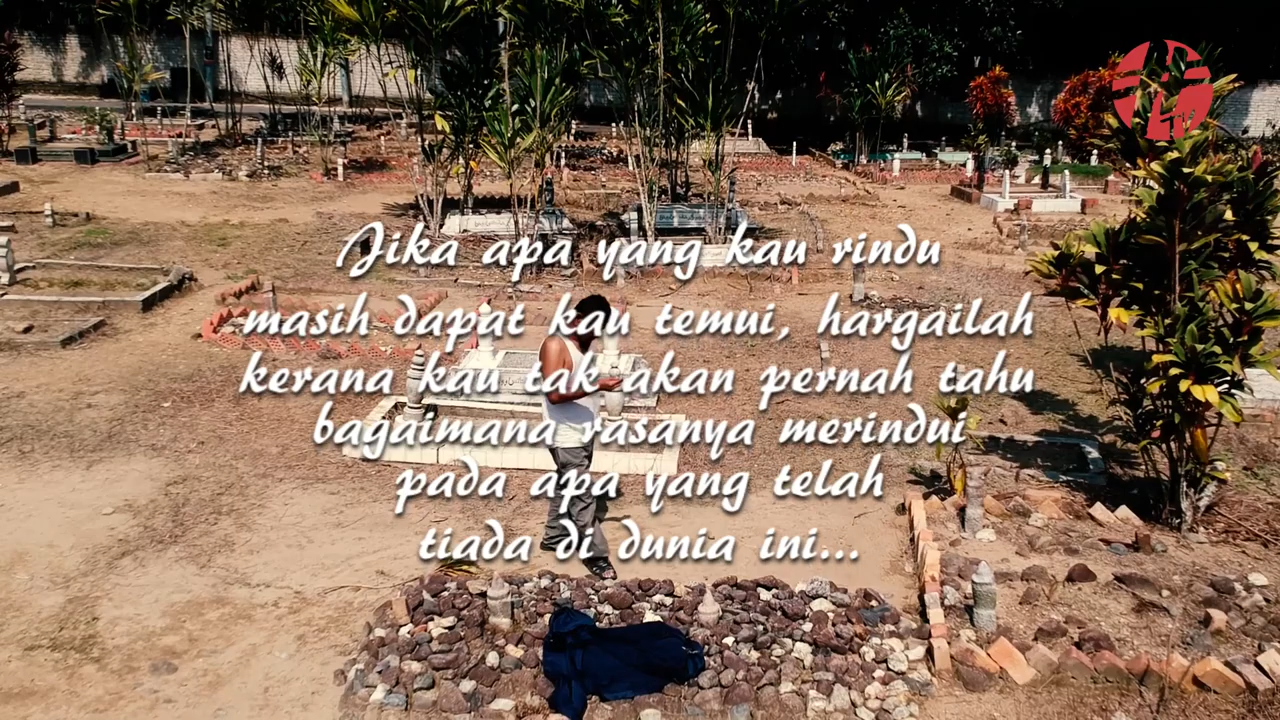 Jika apa yang kau rindu
masih dapat kau temui, hargailah
kerana kau tak akan pernah tahu
bagaimana rasanya merindui
pada apa yang telah
tiada di dunia ini...